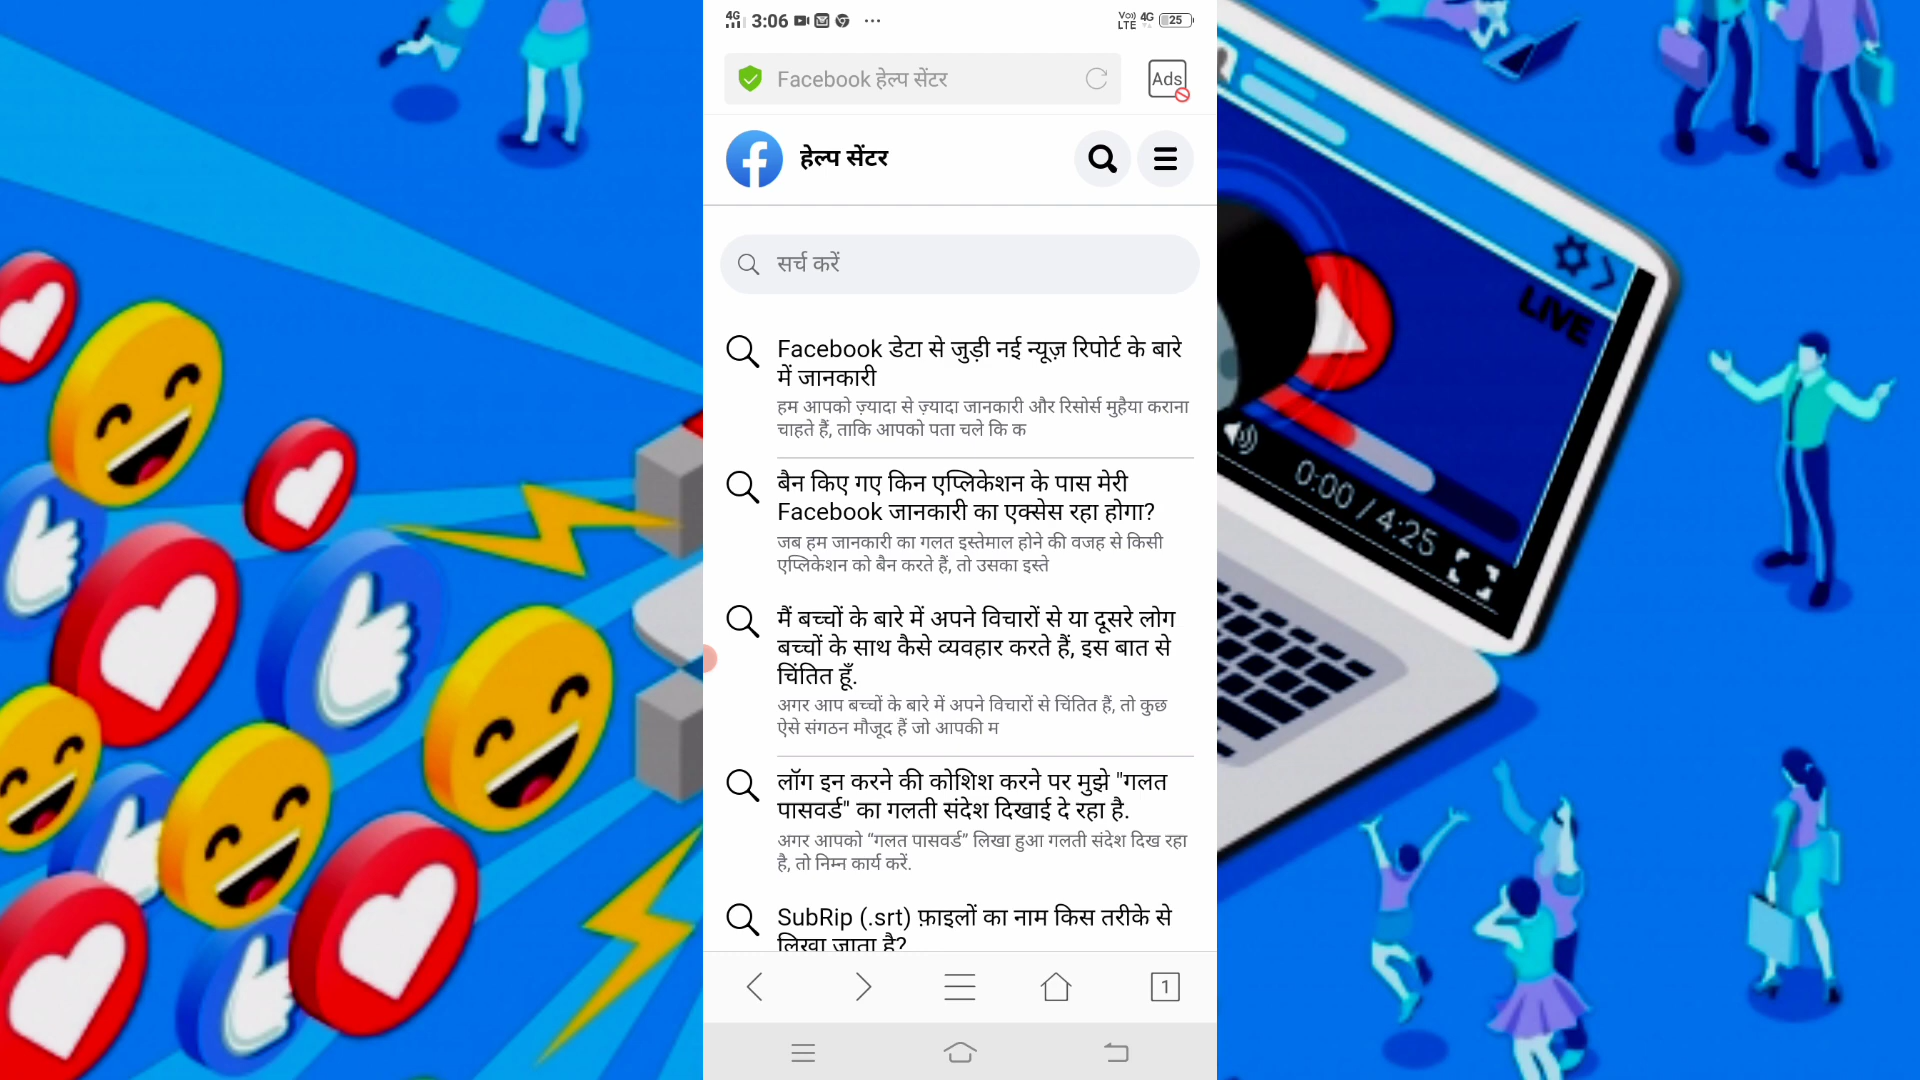 4G 3:06 ... Vo) LTE 4G 25
Facebook हेल्प सेंटर
Ads
हेल्प सेंटर
सर्च करें
Facebook डेटा से जुड़ी नई न्यूज़ रिपोर्ट के बारे
में जानकारी
हम आपको ज़्यादा से ज़्यादा जानकारी और रिसोर्स मुहैया कराना
चाहते हैं, ताकि आपको पता चले कि क
बैन किए गए किन एप्लिकेशन के पास मेरी
Facebook जानकारी का एक्सेस रहा होगा?
जब हम जानकारी का गलत इस्तेमाल होने की वजह से किसी
एप्लिकेशन को बैन करते हैं, तो उसका इस्ते
मैं बच्चों के बारे में अपने विचारों से या दूसरे लोग
बच्चों के साथ कैसे व्यवहार करते हैं, इस बात से
चिंतित हूँ.
अगर आप बच्चों के बारे में अपने विचारों से चिंतित हैं, तो कुछ
ऐसे संगठन मौजूद हैं जो आपकी म
लॉग इन करने की कोशिश करने पर मुझे "गलत
पासवर्ड" का गलती संदेश दिखाई दे रहा है.
अगर आपको “गलत पासवर्ड” लिखा हुआ गलती संदेश दिख रहा
है, तो निम्न कार्य करें.
SubRip (.srt) फ़ाइलों का नाम किस तरीके से
लिखा जाता है?
1
LIVE
0:00 / 4:25